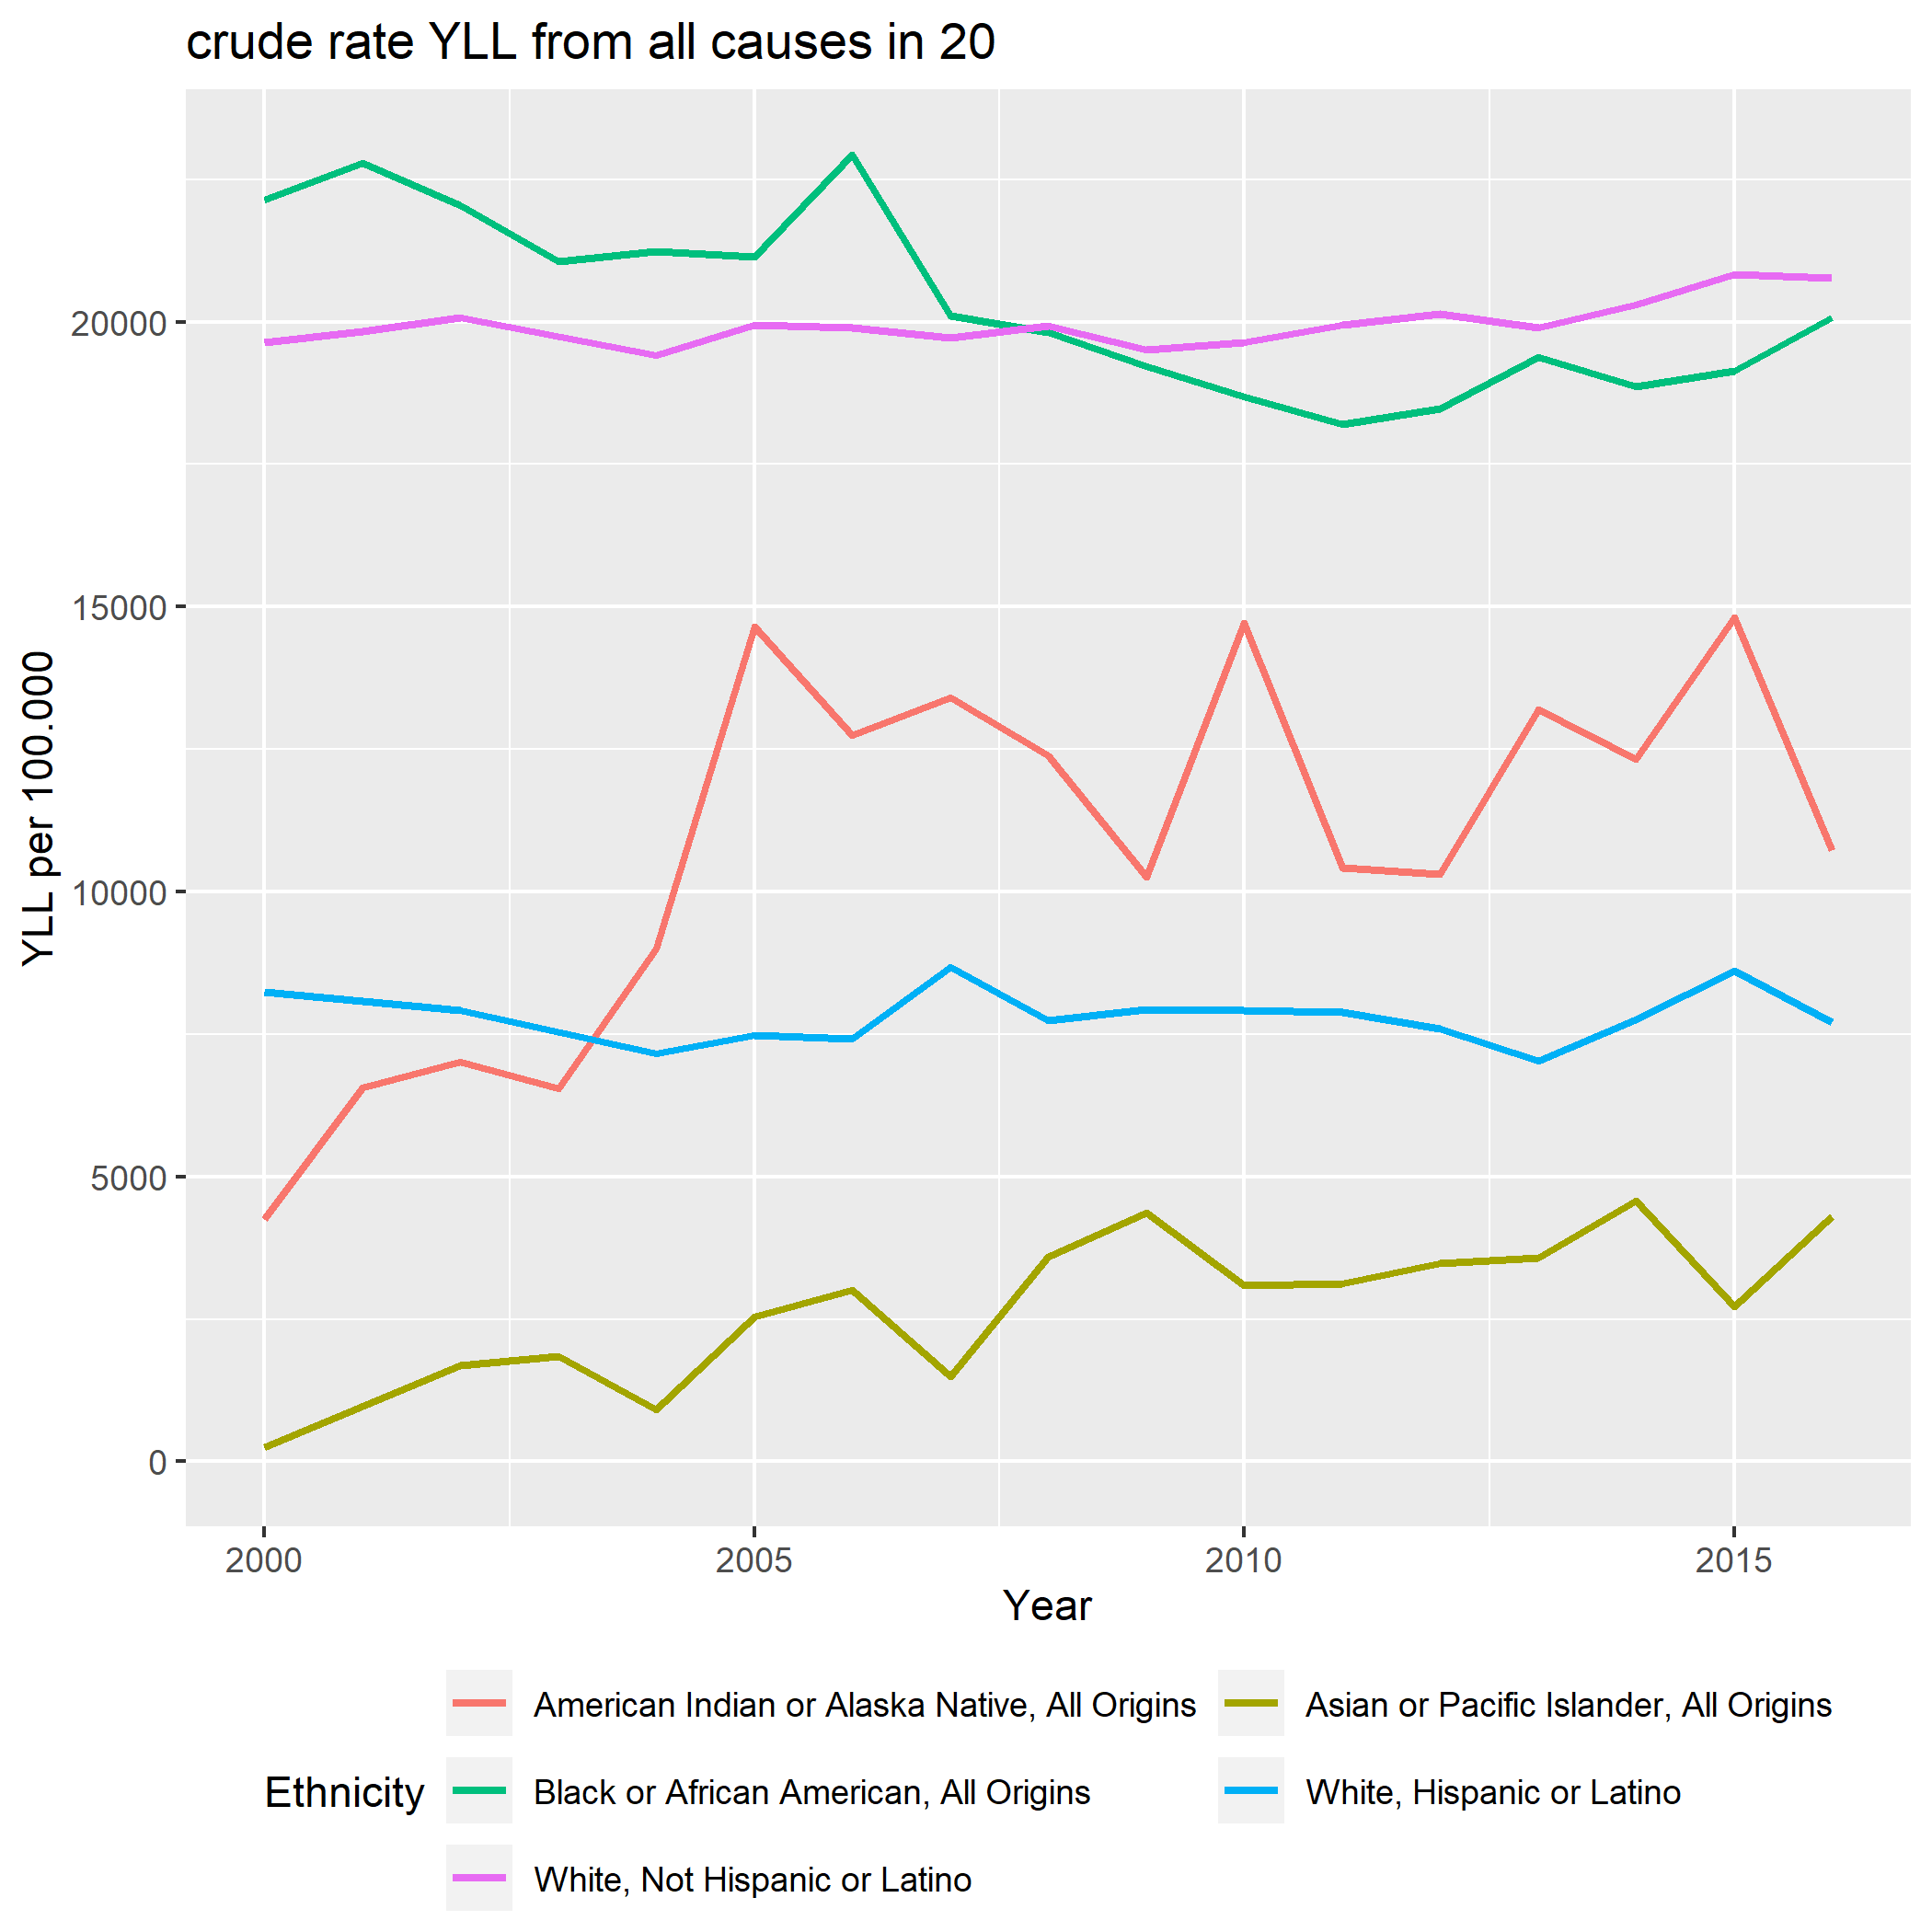 crude rate YLL from all causes in 20
YLL per 100.000
20000
15000
10000
5000
0
2000 2005 2010 2015
Year
Ethnicity
American Indian or Alaska Native, All Origins
Asian or Pacific Islander, All Origins
Black or African American, All Origins
White, Hispanic or Latino
White, Not Hispanic or Latino